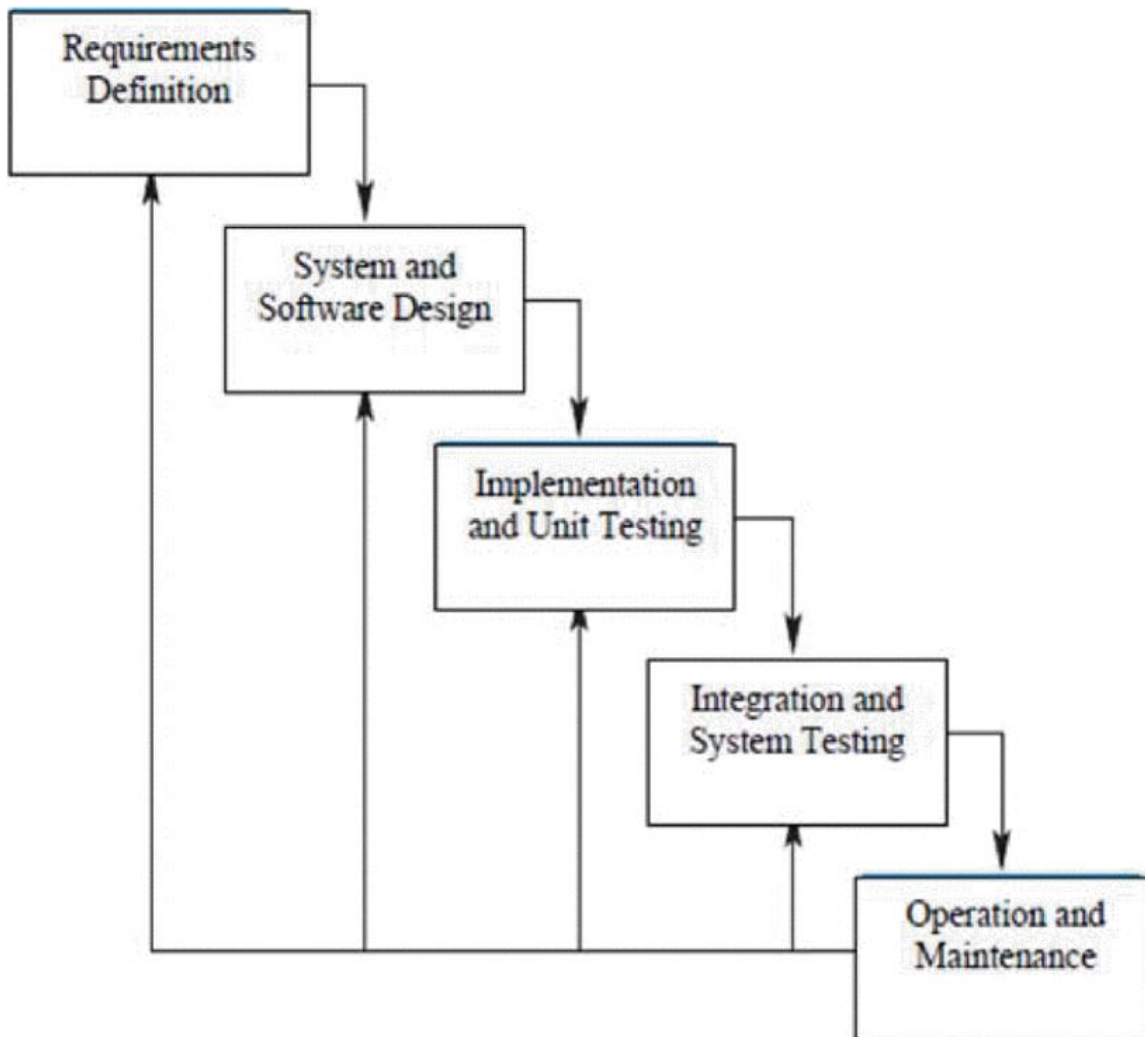 Requirements
Definition
System and
Software Design
Implementation
and Unit Testing
Integration and
System Testing
Operation and
Maintenance